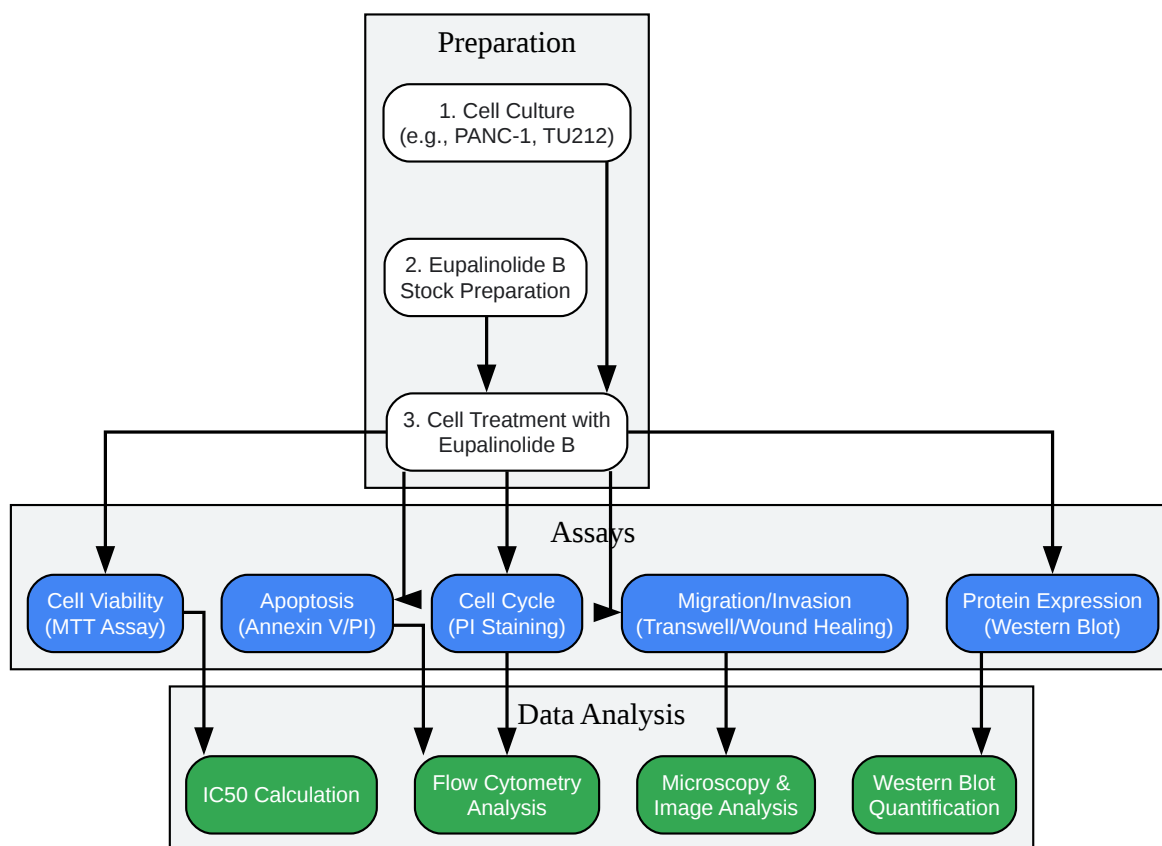 Preparation
1. Cell Culture
(e.g., PANC-1, TU212)
2. Eupalinolide B
Stock Preparation
3. Cell Treatment with
Eupalinolide B
Assays
Cell Viability
(MTT Assay)
Apoptosis
(Annexin V/PI)
Cell Cycle
(PI Staining)
Migration/Invasion
(Transwell/Wound Healing)
Protein Expression
(Western Blot)
Data Analysis
IC50 Calculation
Flow Cytometry
Analysis
Microscopy &
Image Analysis
Western Blot
Quantification